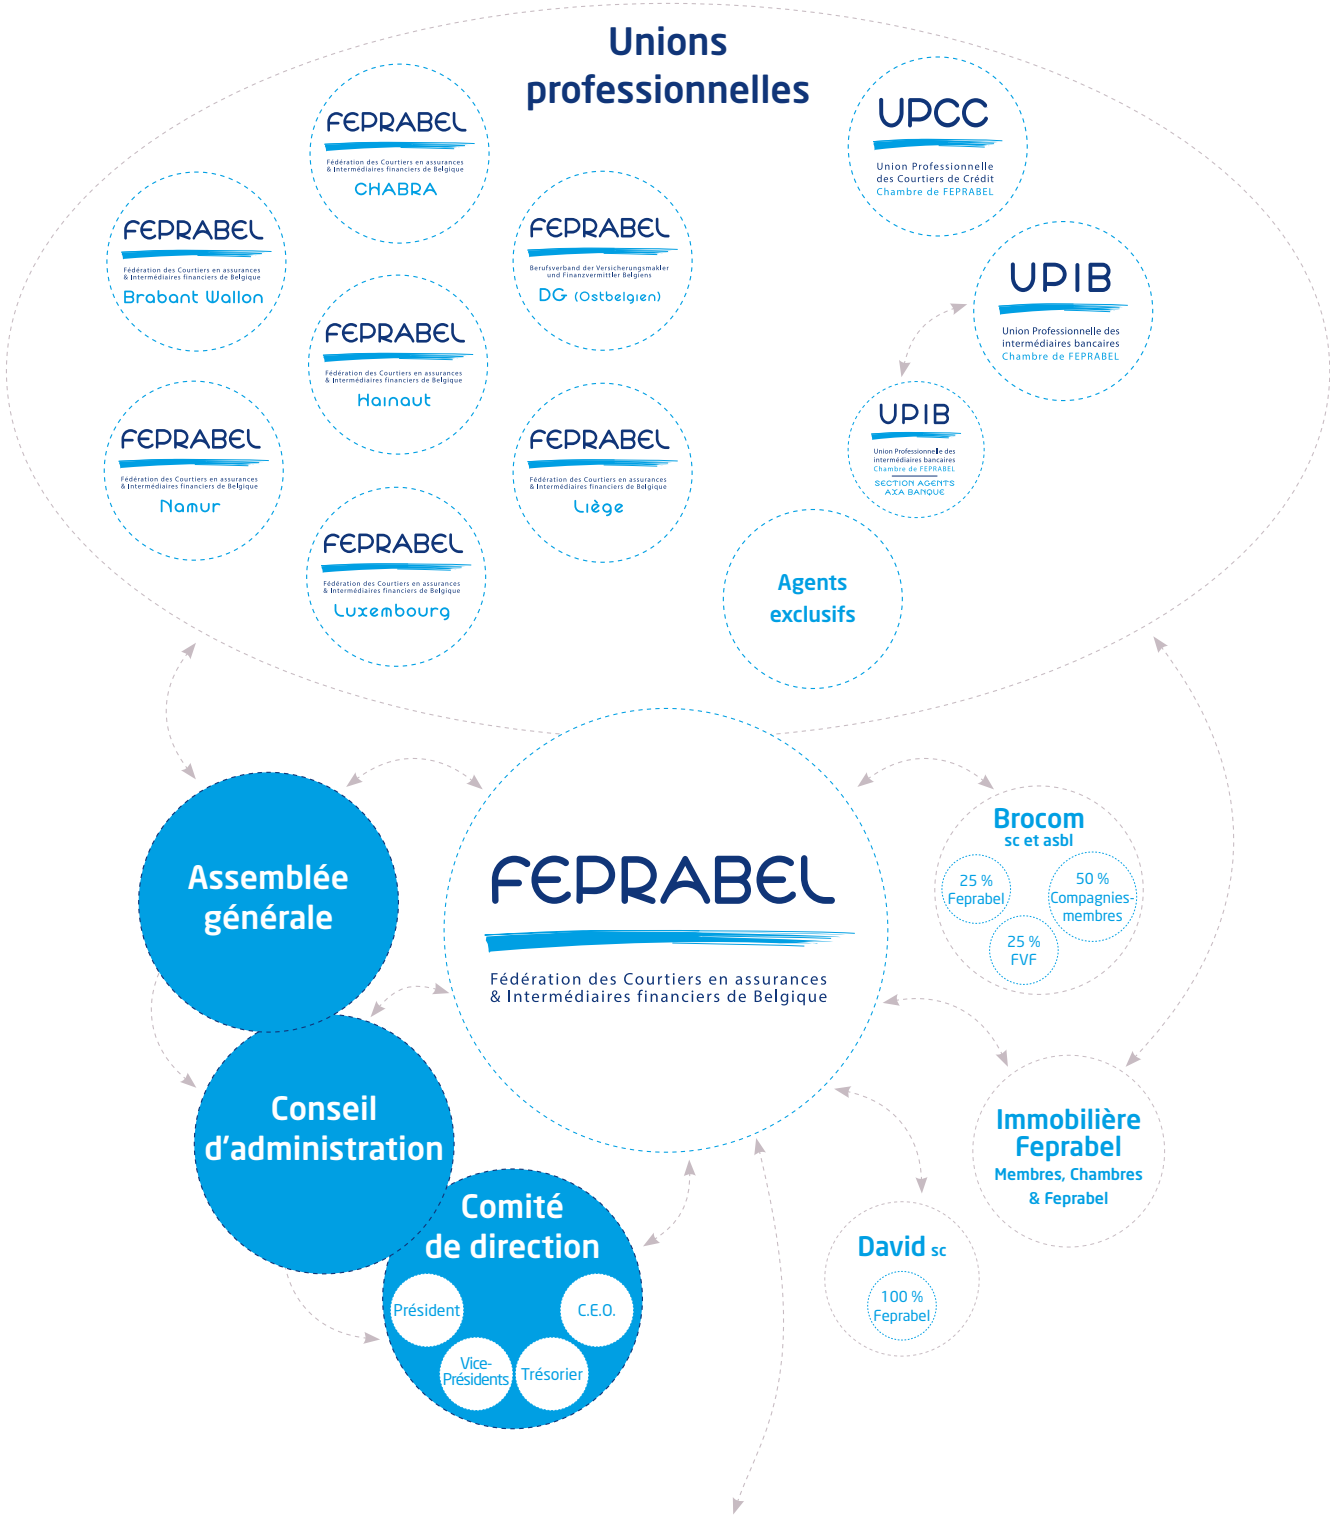 Unions
professionnelles
FEPRABEL
Fédération des Courtiers en assurances
& Intermédiaires financiers de Belgique
CHABRA
UPCC
Union Professionnelle
des Courtiers de Crédit
Chambre de FEPRABEL
FEPRABEL
Fédération des Courtiers en assurances
& Intermédiaires financiers de Belgique
Brabant Wallon
FEPRABEL
Berufsverband der Versicherungsmakler
und Finanzvermittler Belgiens
DG (Ostbelgien)
UPIB
Union Professionnelle des
intermédiaires bancaires
Chambre de FEPRABEL
FEPRABEL
Fédération des Courtiers en assurances
& Intermédiaires financiers de Belgique
Hainaut
FEPRABEL
Fédération des Courtiers en assurances
& Intermédiaires financiers de Belgique
Namur
FEPRABEL
Fédération des Courtiers en assurances
& Intermédiaires financiers de Belgique
Liège
UPIB
Union Professionnelle des
intermédiaires bancaires
Chambre de FEPRABEL
SECTION AGENTS
AXA BANQUE
FEPRABEL
Fédération des Courtiers en assurances
& Intermédiaires financiers de Belgique
Luxembourg
Agents
exclusifs
Assemblée
générale
FEPRABEL
Fédération des Courtiers en assurances
& Intermédiaires financiers de Belgique
Brocom
sc et asbl
25 %
Feprabel
50 %
Compagnies-
membres
25 %
FVF
Conseil
d'administration
Immobilière
Feprabel
Membres, Chambres
& Feprabel
Comité
de direction
Président
Vice-
Présidents
Trésorier
C.E.O.
David sc
100 %
Feprabel